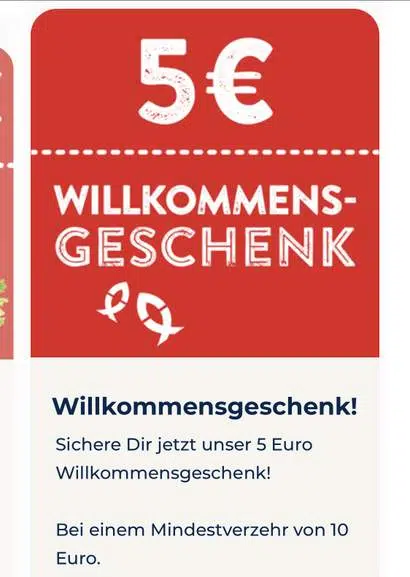 5€
WILLKOMMENS-
GESCHENK
Willkommensgeschenk!
Sichere Dir jetzt unser 5 Euro
Willkommensgeschenk!
Bei einem Mindestverzehr von 10
Euro.